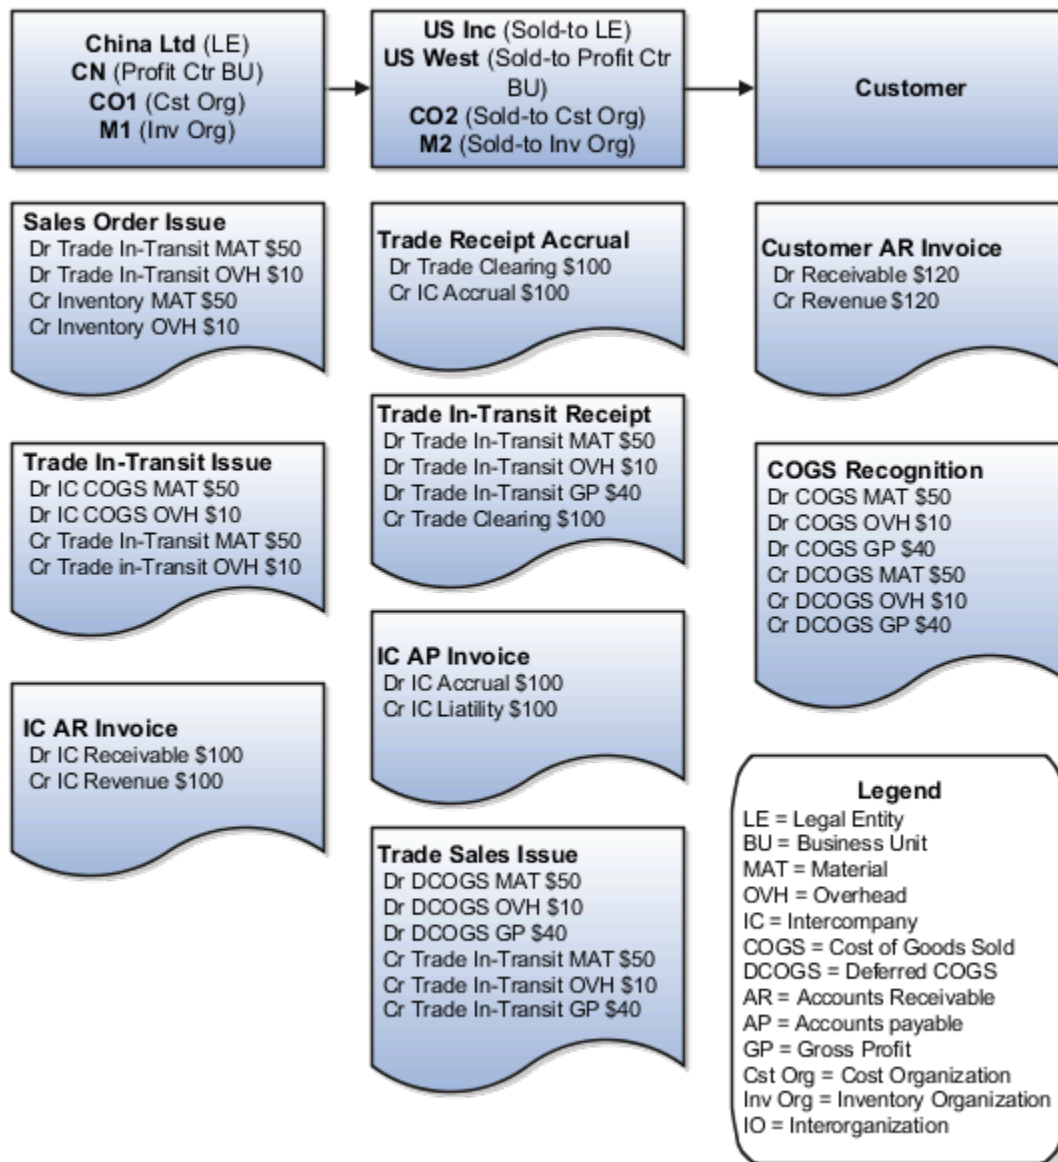 China Ltd (LE)
CN (Profit Ctr BU)
CO1 (Cst Org)
M1 (Inv Org)
US Inc (Sold-to LE)
US West (Sold-to Profit Ctr
BU)
CO2 (Sold-to Cst Org)
M2 (Sold-to Inv Org)
Customer
Sales Order Issue
Dr Trade In-Transit MAT $50
Dr Trade In-Transit OVH $10
Cr Inventory MAT $50
Cr Inventory OVH $10
Trade In-Transit Issue
Dr IC COGS MAT $50
Dr IC COGS OVH $10
Cr Trade In-Transit MAT $50
Cr Trade in-Transit OVH $10
IC AR Invoice
Dr IC Receivable $100
Cr IC Revenue $100
Trade Receipt Accrual
Dr Trade Clearing $100
Cr IC Accrual $100
Trade In-Transit Receipt
Dr Trade In-Transit MAT $50
Dr Trade In-Transit OVH $10
Dr Trade In-Transit GP $40
Cr Trade Clearing $100
IC AP Invoice
Dr IC Accrual $100
Cr IC Liatility $100
Trade Sales Issue
Dr DCOGS MAT $50
Dr DCOGS OVH $10
Dr DCOGS GP $40
Cr Trade In-Transit MAT $50
Cr Trade In-Transit OVH $10
Cr Trade In-Transit GP $40
Customer AR Invoice
Dr Receivable $120
Cr Revenue $120
COGS Recognition
Dr COGS MAT $50
Dr COGS OVH $10
Dr COGS GP $40
Cr DCOGS MAT $50
Cr DCOGS OVH $10
Cr DCOGS GP $40
Legend
LE = Legal Entity
BU = Business Unit
MAT = Material
OVH = Overhead
IC = Intercompany
COGS = Cost of Goods Sold
DCOGS = Deferred COGS
AR = Accounts Receivable
AP = Accounts payable
GP = Gross Profit
Cst Org = Cost Organization
Inv Org = Inventory Organization
IO = Interorganization